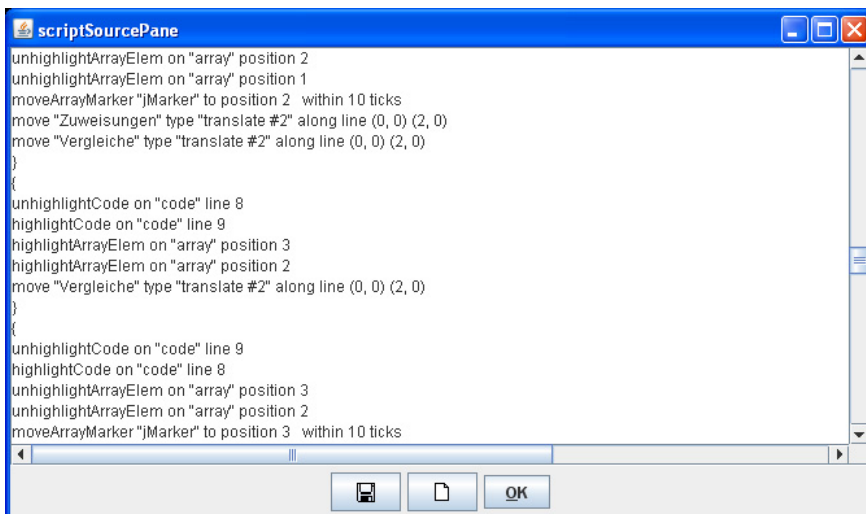 scriptSourcePane
unhighlightArrayElem on "array" position 2
unhighlightArrayElem on "array" position 1
moveArrayMarker "jMarker" to position 2 within 10 ticks
move "Zuweisungen" type "translate #2" along line (0, 0) (2, 0)
move "Vergleiche" type "translate #2" along line (0, 0) (2, 0)
}
{
unhighlightCode on "code" line 8
highlightCode on "code" line 9
highlightArrayElem on "array" position 3
highlightArrayElem on "array" position 2
move "Vergleiche" type "translate #2" along line (0, 0) (2, 0)
}
{
unhighlightCode on "code" line 9
highlightCode on "code" line 8
unhighlightArrayElem on "array" position 3
unhighlightArrayElem on "array" position 2
moveArrayMarker "jMarker" to position 3 within 10 ticks
OK